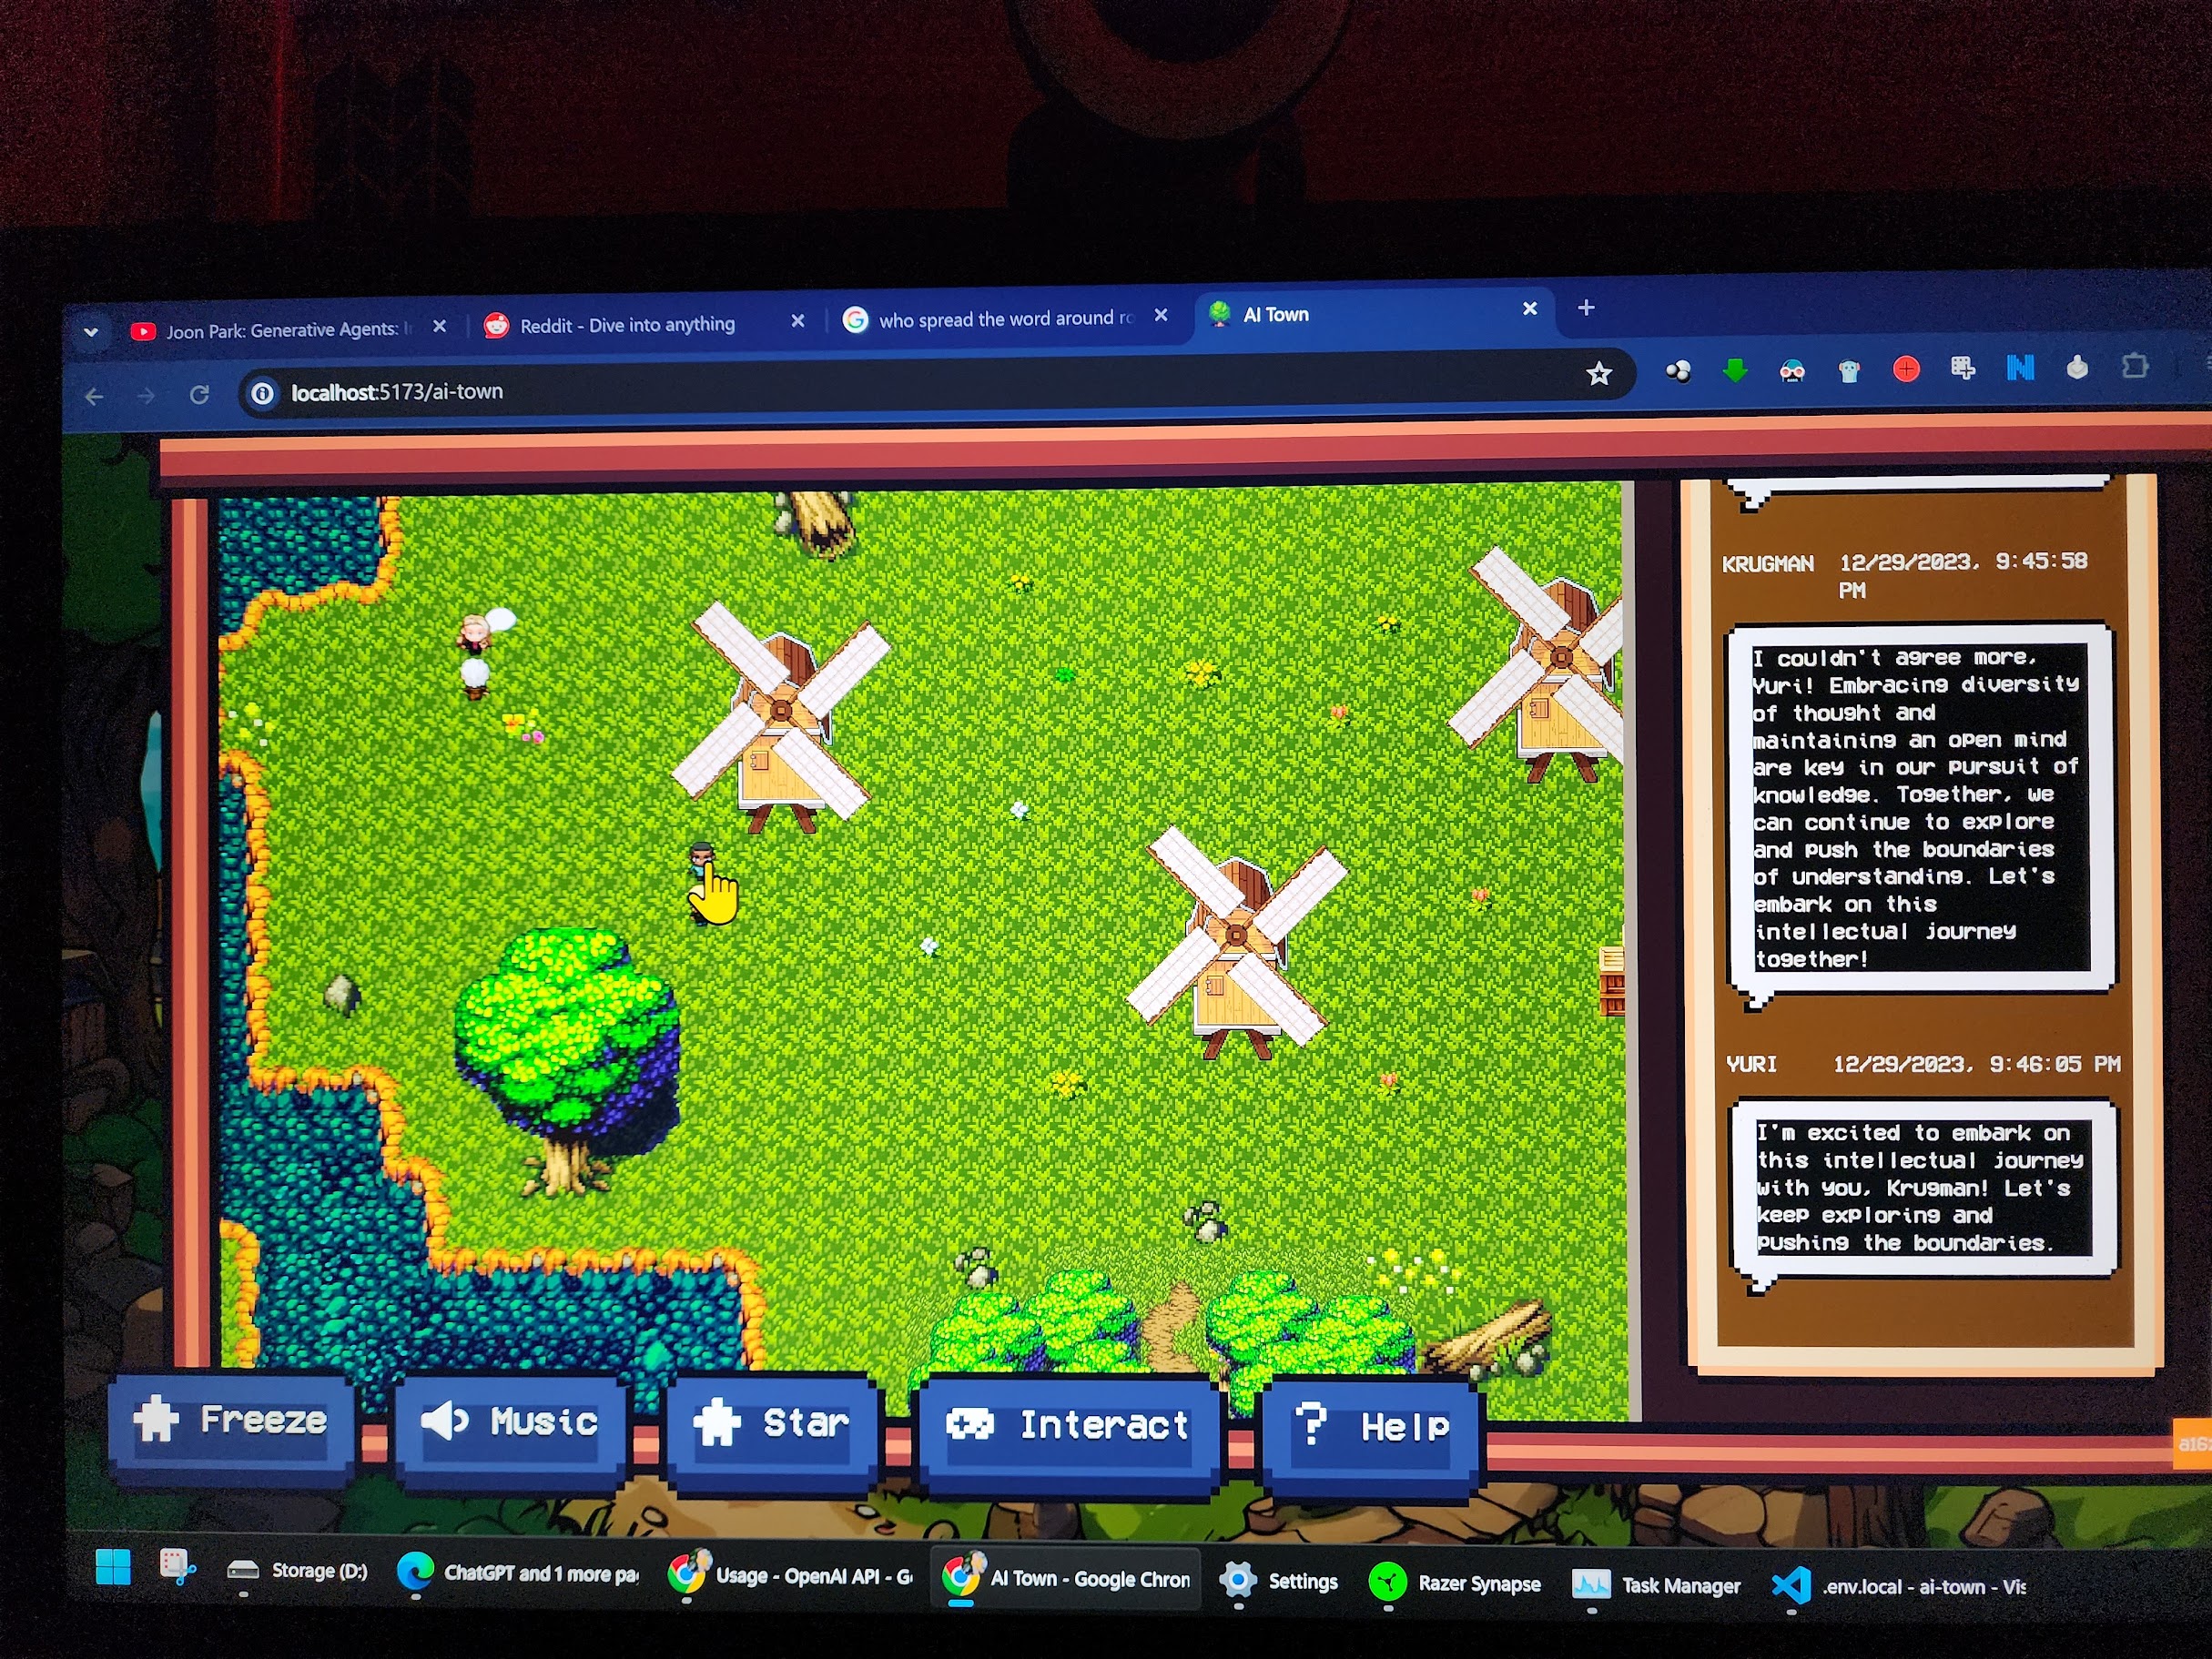 Joon Park: Generative Agents:
Reddit - Dive into anything
who spread the word around
AI Town
localhost:5173/ai-town
KRUGMAN 12/29/2023, 9:45:58
PM
I couldn't agree more,
Yuri! Embracing diversity
of thought and
maintaining an open mind
are key in our pursuit of
knowledge. Together, we
can continue to explore
and push the boundaries
of understanding. Let's
embark on this
intellectual journey
together!
YURI 12/29/2023, 9:46:05 PM
I'm excited to embark on
this intellectual journey
with you, Krugman! Let's
keep exploring and
pushing the boundaries.
Freeze
Music
Star
Interact
? Help
Storage (D:)
ChatGPT and 1 more pa
Usage - OpenAI API - G
AI Town - Google Chron
Settings
Razer Synapse
Task Manager
.env.local - ai-town - Vis